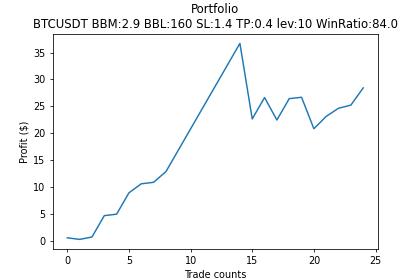 Portfolio
BTCUSDT BBM:2.9 BBL:160 SL:1.4 TP:0.4 lev:10 WinRatio:84.0
35
30
25
20
15
10
5
0
Profit ($)
0 5 10 15 20 25
Trade counts